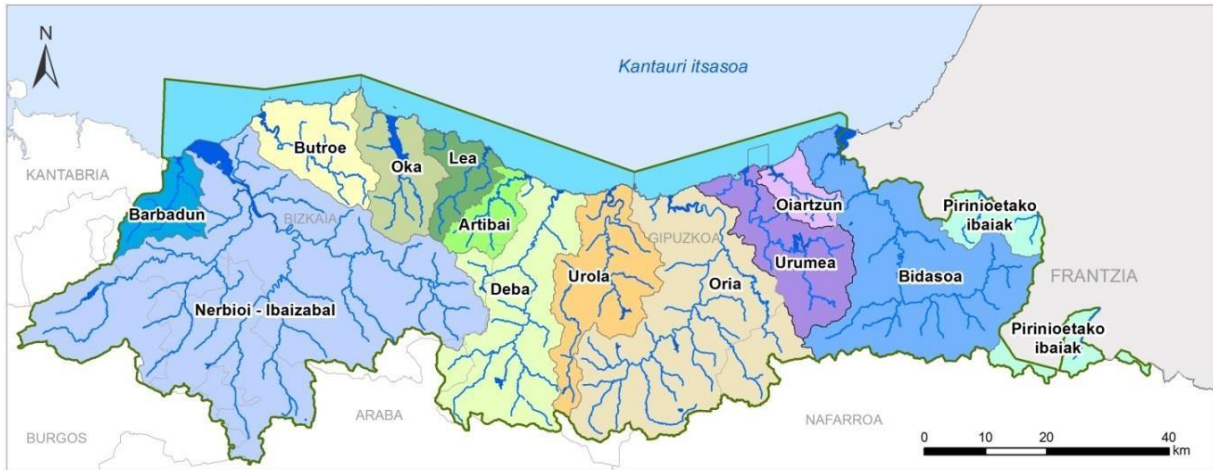 N
Kantauri itsasoa
KANTABRIA
Butroe
Oka
Lea
Barbadun
BIZKAIA
Artibai
Oiartzun
Pirinioetako
ibaiak
GIPUZKOA
Urumea
Nerbioi - Ibaizabal
Deba
Urola
Oria
Bidasoa
FRANTZIA
Pirinioetako
ibaiak
ARABA
NAFARROA
BURGOS
0 10 20 40
km